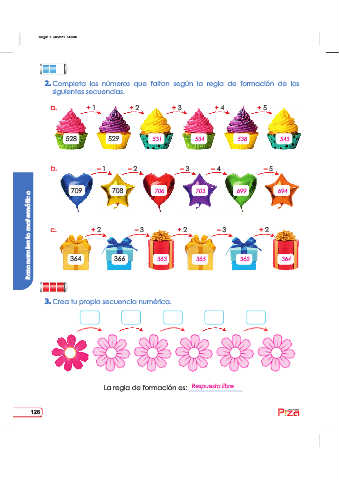 2. Completa los números que faltan según la regla de formación de las
siguientes secuencias.
a. + 1 + 2 + 3 + 4 + 5
528 529 531 534 538 543
b. – 1 – 2 – 3 – 4 – 5
709 708 706 703 699 694
c. + 2 – 3 + 2 – 3 + 2
364 366 363 365 362 364
Razonamiento matemático
3. Crea tu propia secuencia numérica.
La regla de formación es: Respuesta libre
126